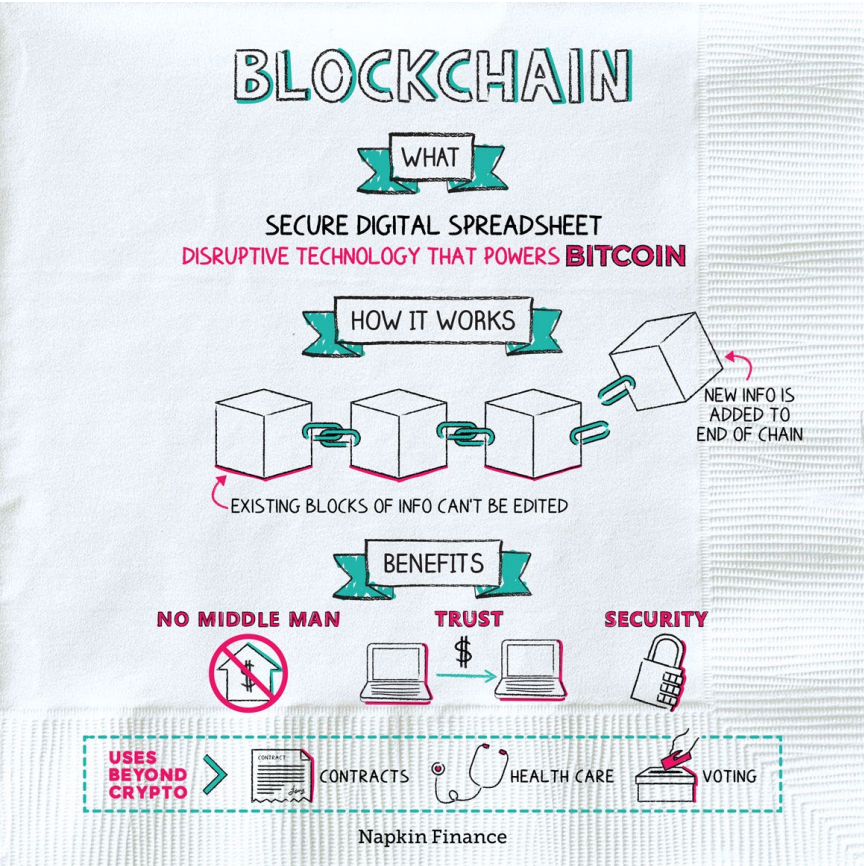 BLOCKCHAIN
WHAT
SECURE DIGITAL SPREADSHEET
DISRUPTIVE TECHNOLOGY THAT POWERS BITCOIN
HOW IT WORKS
NEW INFO IS
ADDED TO
END OF CHAIN
EXISTING BLOCKS OF INFO CAN'T BE EDITED
BENEFITS
NO MIDDLE MAN
TRUST
SECURITY
$
$
USES
BEYOND
CRYPTO
CONTRACT
CONTRACTS
HEALTH CARE
VOTING
Napkin Finance